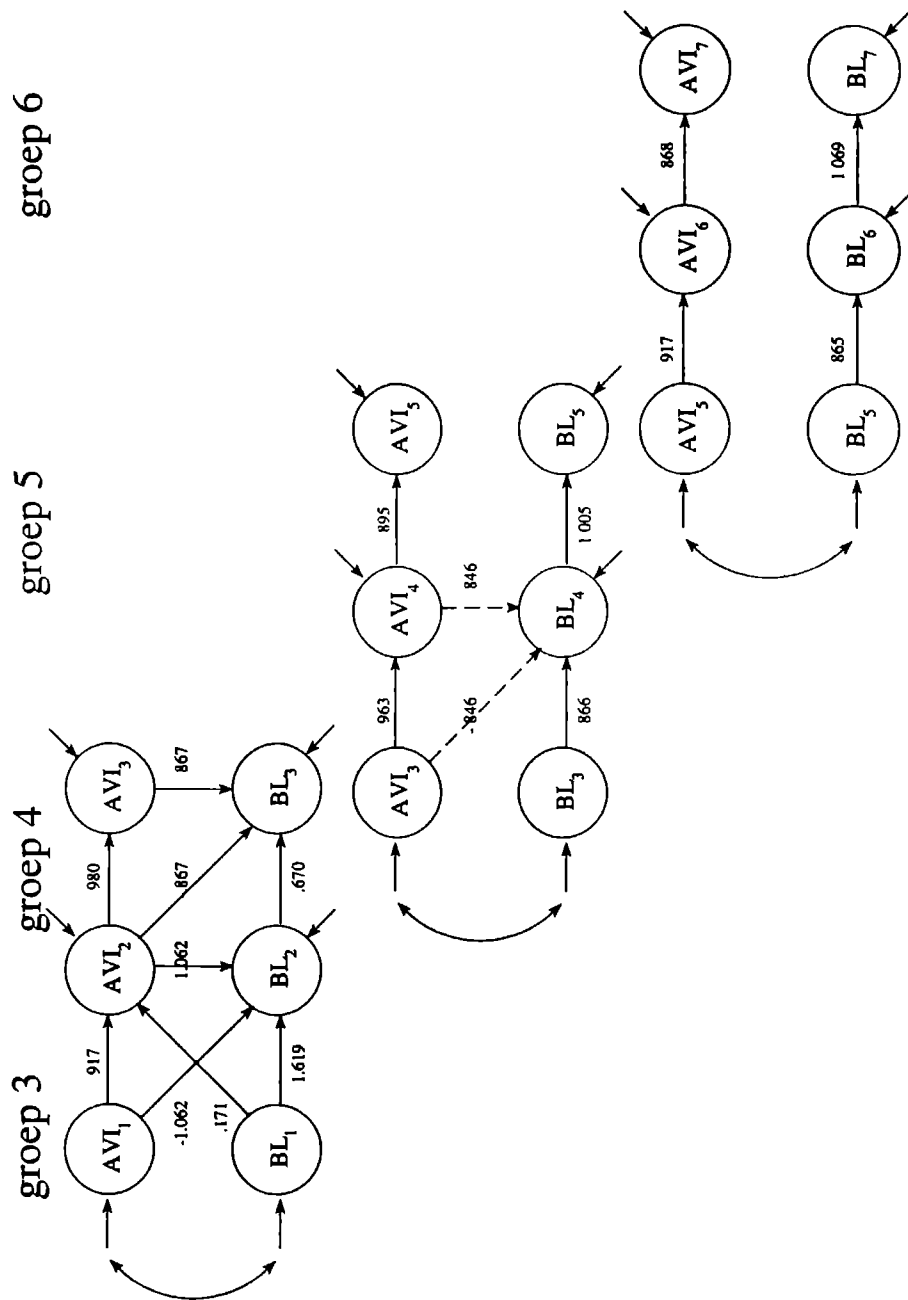 groep 3 groep 4 groep 5 groep 6
AVI1 917 AVI2 980 AVI3
-1.062 1.062 867 867
.171
BL1 1.619 BL2 .670 BL3
AVI3 963 AVI4 895 AVI5
,846 846
BL3 866 BL4 1 005 BL5
AVI5 917 AVI6 868 AVI7
BL5 865 BL6 1 069 BL7